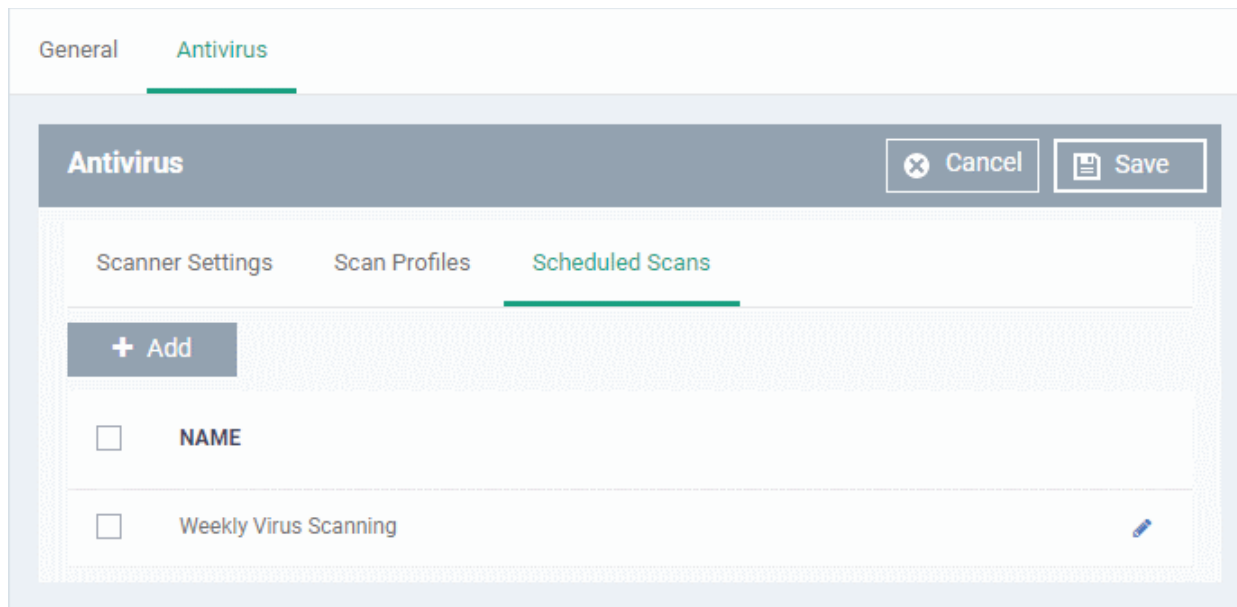 General Antivirus
Antivirus Cancel Save
Scanner Settings Scan Profiles Scheduled Scans
+ Add
NAME
Weekly Virus Scanning